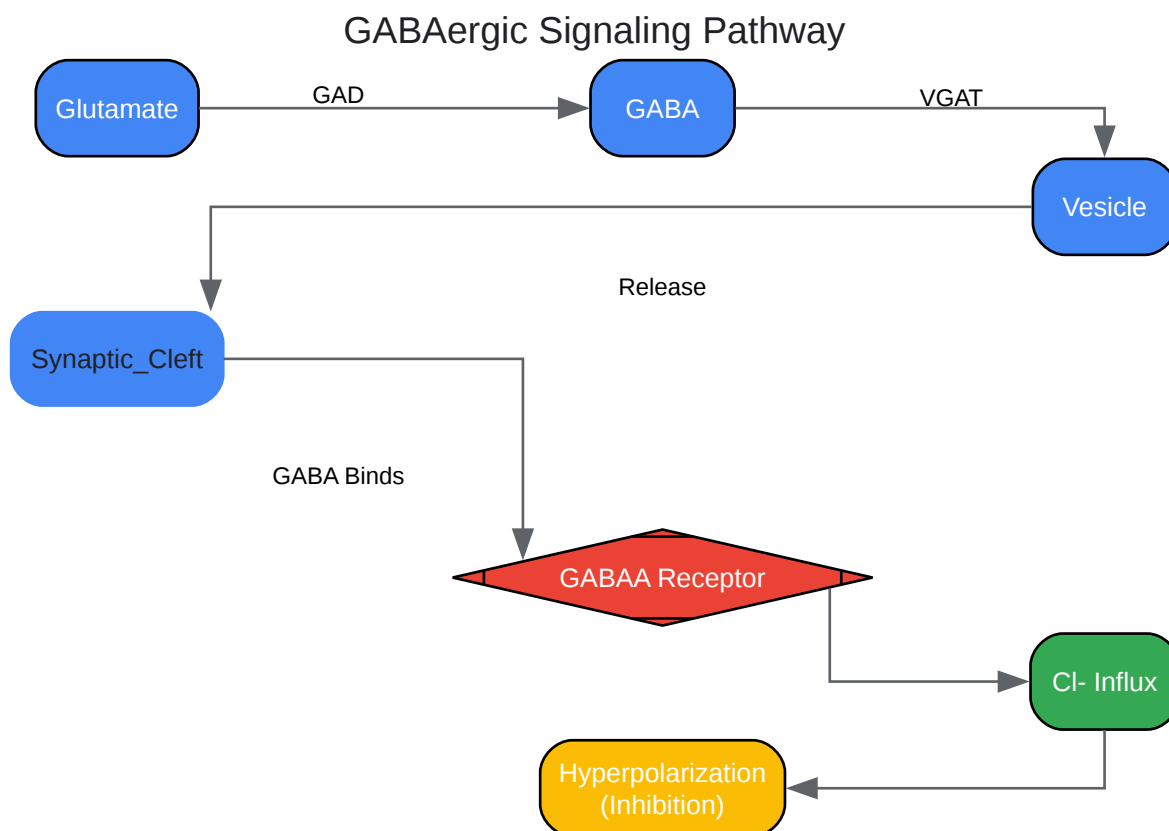 GABAergic Signaling Pathway
Glutamate
GAD
GABA
VGAT
Vesicle
Release
Synaptic_Cleft
GABA Binds
GABAA Receptor
Cl- Influx
Hyperpolarization
(Inhibition)